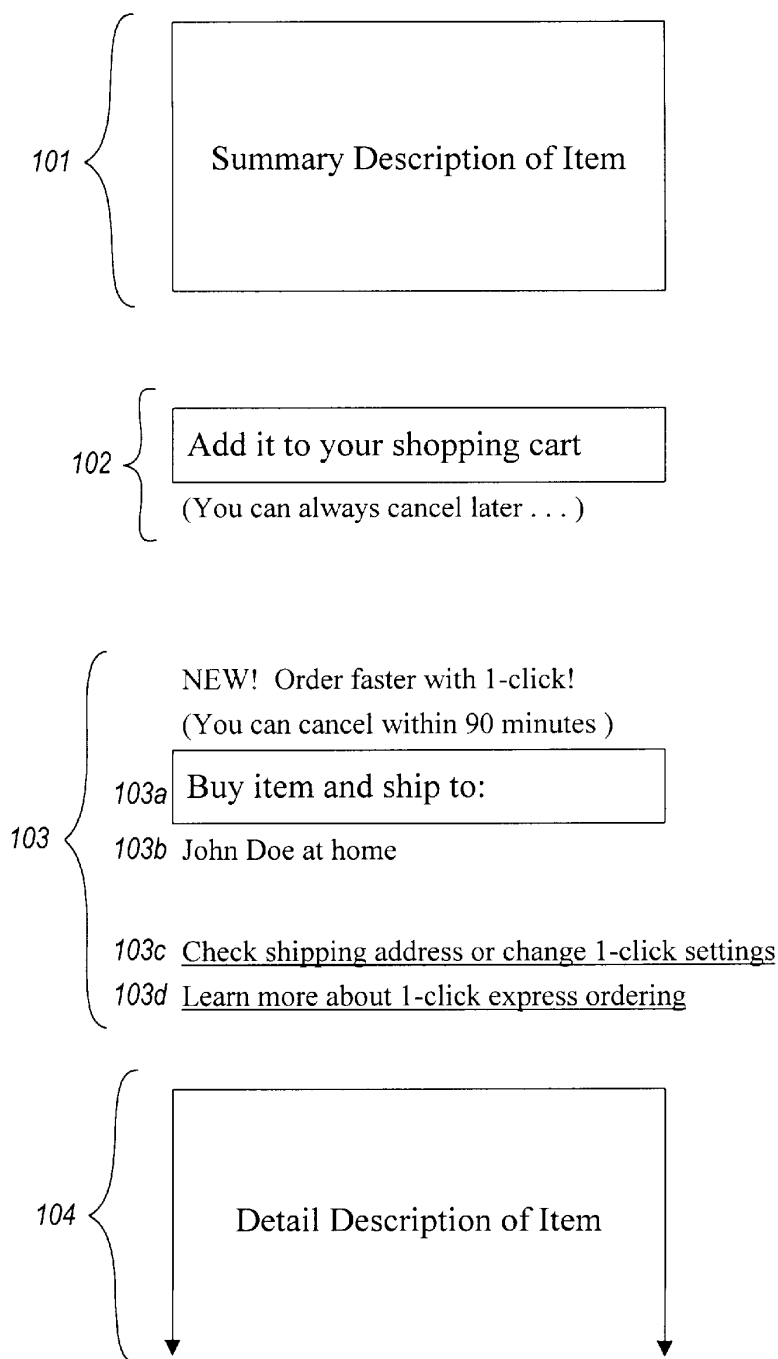 101 Summary Description of Item
102 Add it to your shopping cart
(You can always cancel later . . . )
NEW! Order faster with 1-click!
(You can cancel within 90 minutes )
103a Buy item and ship to:
103
103b John Doe at home
103c Check shipping address or change 1-click settings
103d Learn more about 1-click express ordering
104 Detail Description of Item